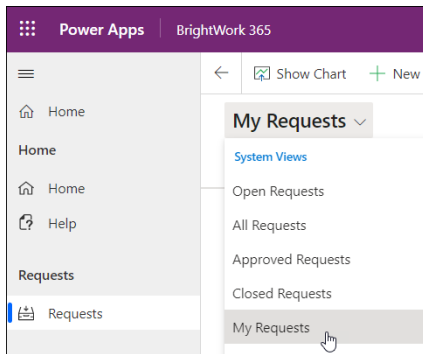 Power Apps BrightWork 365
Show Chart New
Home
My Requests
Home
System Views
Home
Open Requests
Help
All Requests
Approved Requests
Requests
Closed Requests
Requests
My Requests